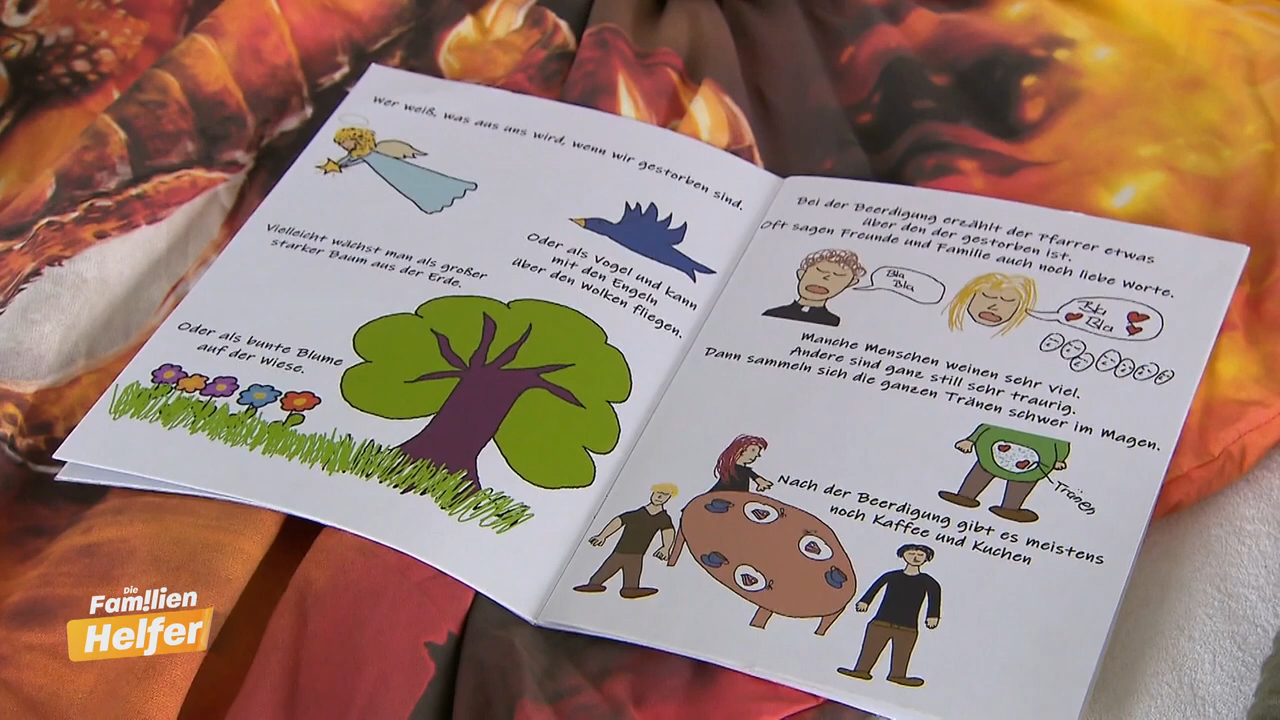 Wer weiß, was aus uns wird, wenn wir gestorben sind.
Oder als Vogel und kann
mit den Engeln
über den Wolken fliegen.
Vielleicht wächst man als großer
starker Baum aus der Erde.
Oder als bunte Blume
auf der Wiese.
Bei der Beerdigung erzählt der Pfarrer etwas
über den der gestorben ist.
Oft sagen Freunde und Familie auch noch liebe Worte.
Bla
Bla
Bla
Bla
Manche Menschen weinen sehr viel.
Andere sind ganz still sehr traurig.
Dann sammeln sich die ganzen Tränen schwer im Magen.
Tränen
Nach der Beerdigung gibt es meistens
noch Kaffee und Kuchen
Die
Fam!lien
Helfer